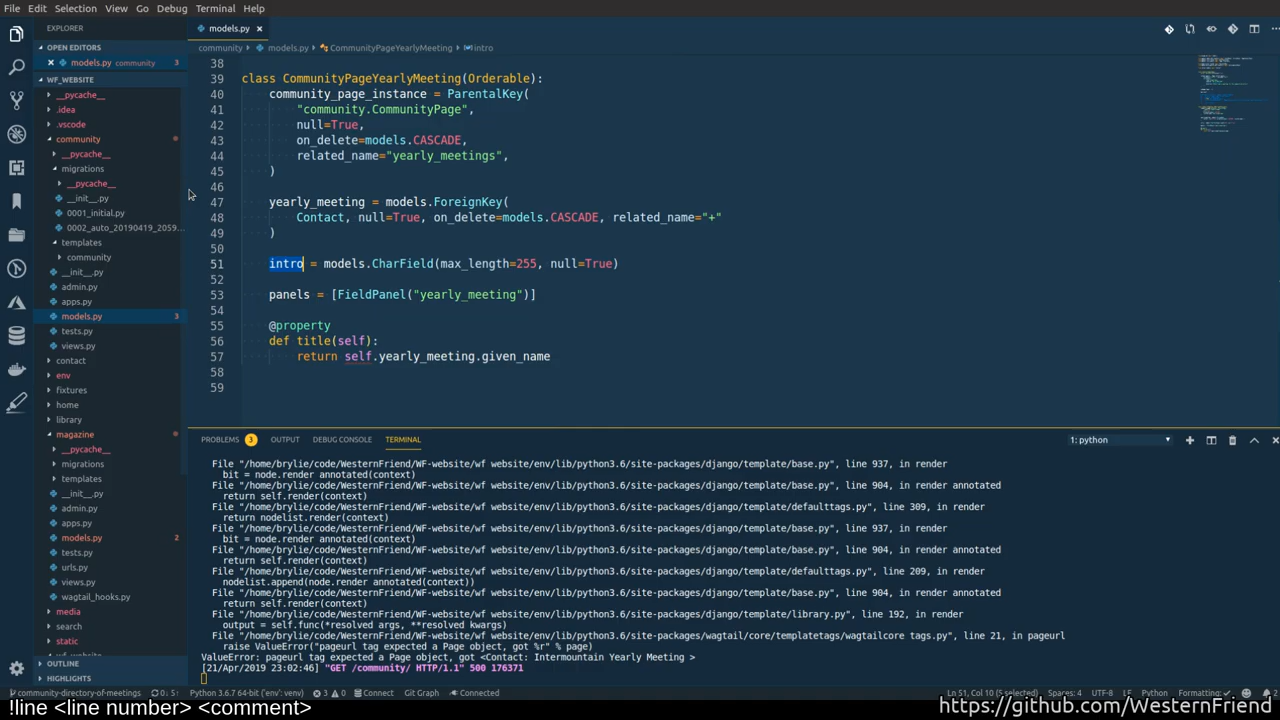 File Edit Selection View Go Debug Terminal Help
EXPLORER
OPEN EDITORS
models.py community 3
WF_WEBSITE
__pycache__
.idea
.vscode
community
__pycache__
migrations
__pycache__
__init__.py
0001_initial.py
0002_auto_20190419_2059...
templates
community
__init__.py
admin.py
apps.py
models.py 3
tests.py
views.py
contact
env
fixtures
home
library
magazine
__pycache__
migrations
templates
__init__.py
admin.py
apps.py
models.py 2
tests.py
urls.py
views.py
wagtail_hooks.py
media
search
static
wf_website
OUTLINE
HIGHLIGHTS
models.py
community models.py CommunityPageYearlyMeeting intro
38
39 class CommunityPageYearlyMeeting(Orderable):
40 community_page_instance = ParentalKey(
41 "community.CommunityPage",
42 null=True,
43 on_delete=models.CASCADE,
44 related_name="yearly_meetings",
45 )
46
47 yearly_meeting = models.ForeignKey(
48 Contact, null=True, on_delete=models.CASCADE, related_name="+"
49 )
50
51 intro = models.CharField(max_length=255, null=True)
52
53 panels = [FieldPanel("yearly_meeting")]
54
55 @property
56 def title(self):
57 return self.yearly_meeting.given_name
58
59
PROBLEMS 3 OUTPUT DEBUG CONSOLE TERMINAL 1: python
File "/home/brylie/code/WesternFriend/WF-website/wf website/env/lib/python3.6/site-packages/django/template/base.py", line 937, in render
bit = node.render annotated(context)
File "/home/brylie/code/WesternFriend/WF-website/wf website/env/lib/python3.6/site-packages/django/template/base.py", line 904, in render annotated
return self.render(context)
File "/home/brylie/code/WesternFriend/WF-website/wf website/env/lib/python3.6/site-packages/django/template/defaulttags.py", line 309, in render
return nodelist.render(context)
File "/home/brylie/code/WesternFriend/WF-website/wf website/env/lib/python3.6/site-packages/django/template/base.py", line 937, in render
bit = node.render annotated(context)
File "/home/brylie/code/WesternFriend/WF-website/wf website/env/lib/python3.6/site-packages/django/template/base.py", line 904, in render annotated
return self.render(context)
File "/home/brylie/code/WesternFriend/WF-website/wf website/env/lib/python3.6/site-packages/django/template/defaulttags.py", line 209, in render
nodelist.append(node.render annotated(context))
File "/home/brylie/code/WesternFriend/WF-website/wf website/env/lib/python3.6/site-packages/django/template/base.py", line 904, in render annotated
return self.render(context)
File "/home/brylie/code/WesternFriend/WF-website/wf website/env/lib/python3.6/site-packages/django/template/library.py", line 192, in render
output = self.func(*resolved args, **resolved kwargs)
File "/home/brylie/code/WesternFriend/WF-website/wf website/env/lib/python3.6/site-packages/wagtail/core/templatetags/wagtailcore tags.py", line 21, in pageurl
raise ValueError("pageurl tag expected a Page object, got %r" % page)
ValueError: pageurl tag expected a Page object, got <Contact: Intermountain Yearly Meeting >
[21/Apr/2019 23:02:46] "GET /community/ HTTP/1.1" 500 176371
community-directory-of-meetings 0↓ 5↑ Python 3.6.7 64-bit ('env': venv) 3 0 Connect Git Graph Connected Ln 51, Col 10 (5 selected) Spaces: 4 UTF-8 LF Python Formatting: ✓ 2
!line <line number> <comment>
https://github.com/WesternFriend